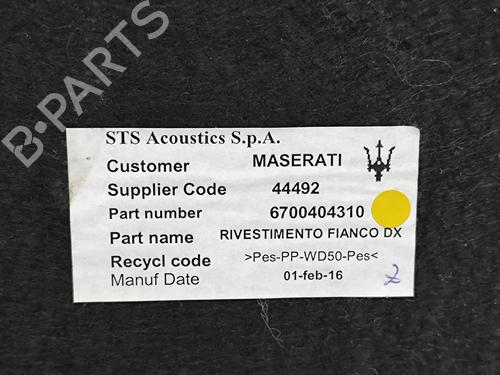 B-PARTS
STS Acoustics S.p.A.
Customer MASERATI
Supplier Code 44492
Part number 6700404310
Part name RIVESTIMENTO FIANCO DX
Recycl code >Pes-PP-WD50-Pes<
Manuf Date 01-feb-16